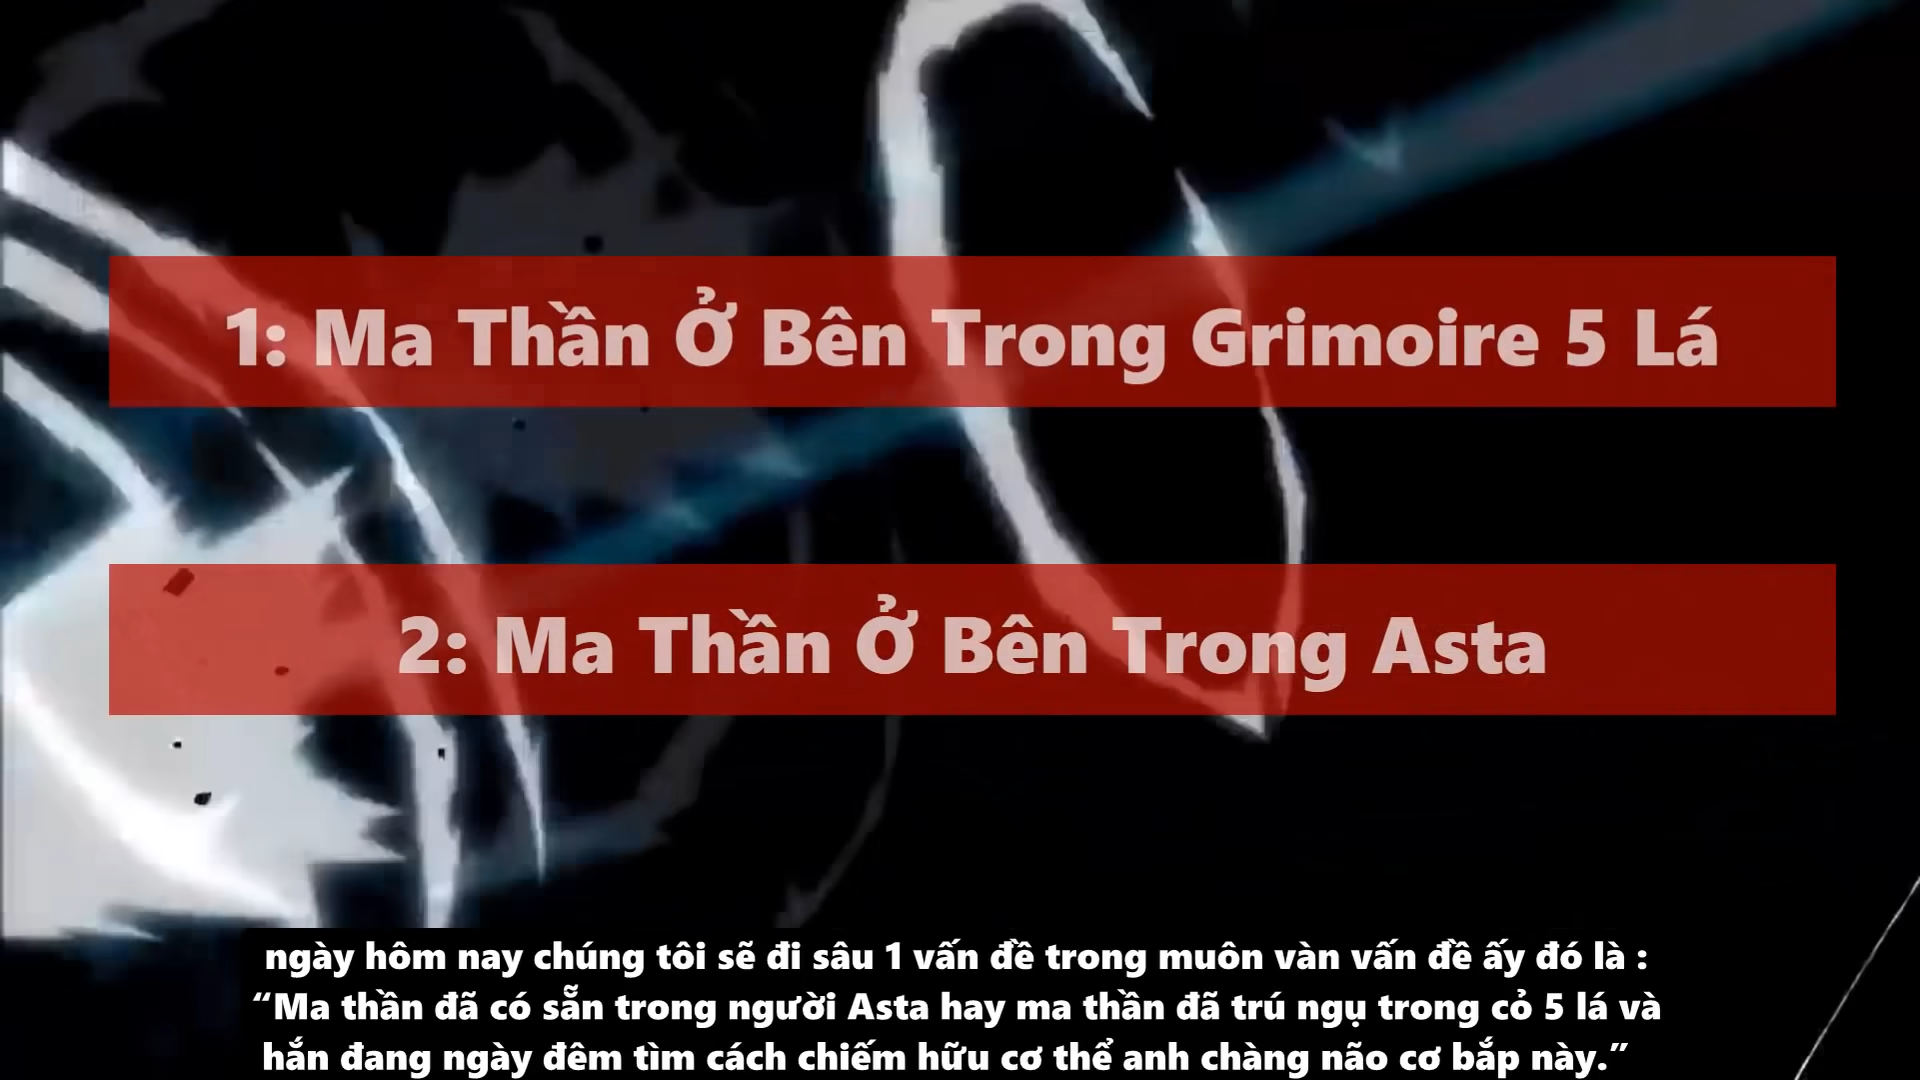 1: Ma Thần Ở Bên Trong Grimoire 5 Lá
2: Ma Thần Ở Bên Trong Asta
ngày hôm nay chúng tôi sẽ đi sâu 1 vấn đề trong muôn vàn vấn đề ấy đó là :
“Ma thần đã có sẵn trong người Asta hay ma thần đã trú ngụ trong cỏ 5 lá và
hắn đang ngày đêm tìm cách chiếm hữu cơ thể anh chàng não cơ bắp này.”